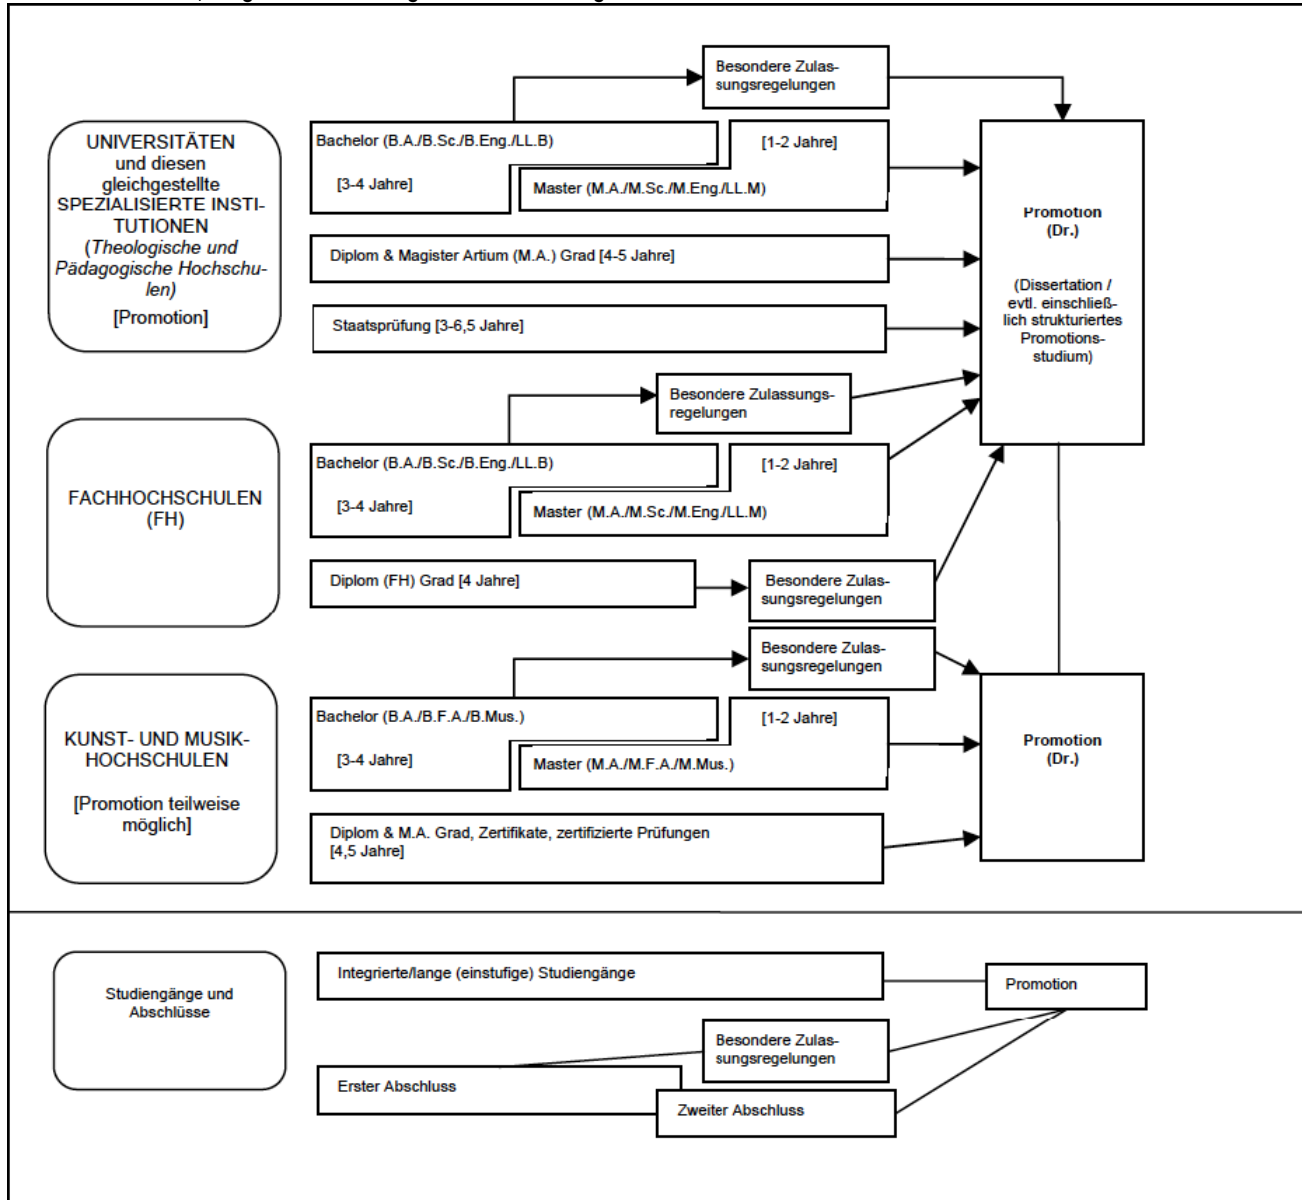 Besondere Zulas-
sungsregelungen
UNIVERSITÄTEN
und diesen
gleichgestellte
SPEZIALISIERTE INSTI-
TUTIONEN
(Theologische und
Pädagogische Hochschu-
len)
[Promotion]
Bachelor (B.A./B.Sc./B.Eng./LL.B)
[3-4 Jahre]
[1-2 Jahre]
Master (M.A./M.Sc./M.Eng./LL.M)
Diplom & Magister Artium (M.A.) Grad [4-5 Jahre]
Staatsprüfung [3-6,5 Jahre]
Promotion
(Dr.)
(Dissertation /
evtl. einschließ-
lich strukturiertes
Promotions-
studium)
Besondere Zulassungs-
regelungen
FACHHOCHSCHULEN
(FH)
Bachelor (B.A./B.Sc./B.Eng./LL.B)
[3-4 Jahre]
[1-2 Jahre]
Master (M.A./M.Sc./M.Eng./LL.M)
Diplom (FH) Grad [4 Jahre]
Besondere Zulas-
sungsregelungen
Besondere Zulas-
sungsregelungen
KUNST- UND MUSIK-
HOCHSCHULEN
[Promotion teilweise
möglich]
Bachelor (B.A./B.F.A./B.Mus.)
[3-4 Jahre]
[1-2 Jahre]
Master (M.A./M.F.A./M.Mus.)
Diplom & M.A. Grad, Zertifikate, zertifizierte Prüfungen
[4,5 Jahre]
Promotion
(Dr.)
Studiengänge und
Abschlüsse
Integrierte/lange (einstufige) Studiengänge
Promotion
Besondere Zulas-
sungsregelungen
Erster Abschluss
Zweiter Abschluss